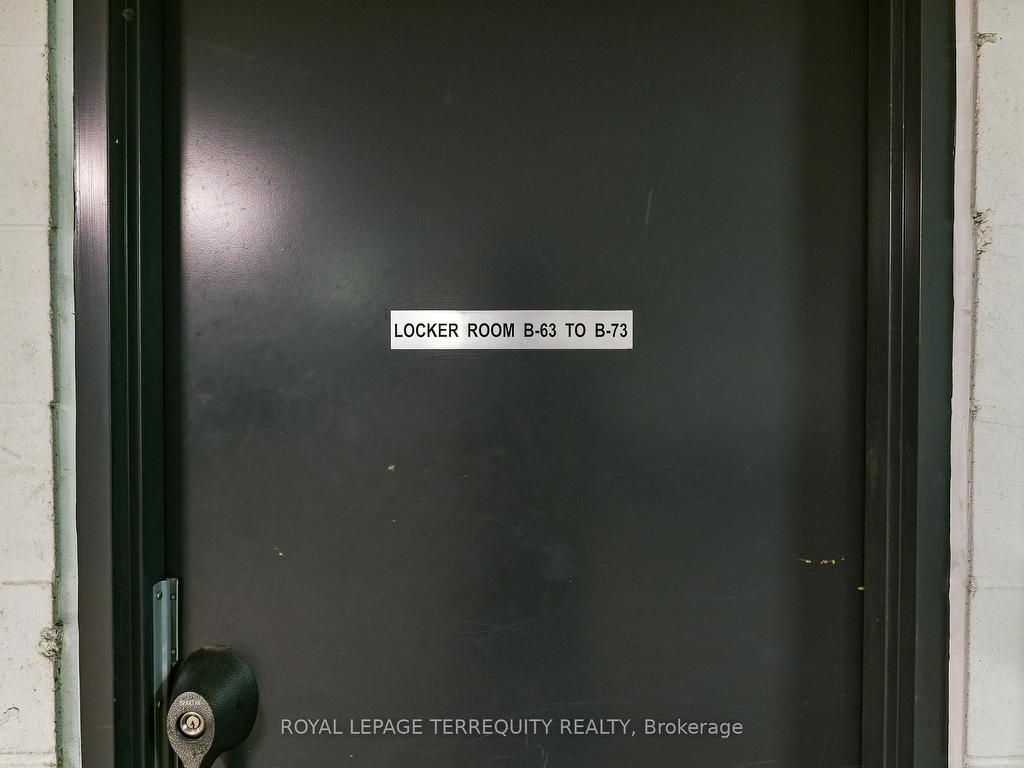 LOCKER ROOM B-63 TO B-73
ROYAL LEPAGE TERREQUITY REALTY, Brokerage